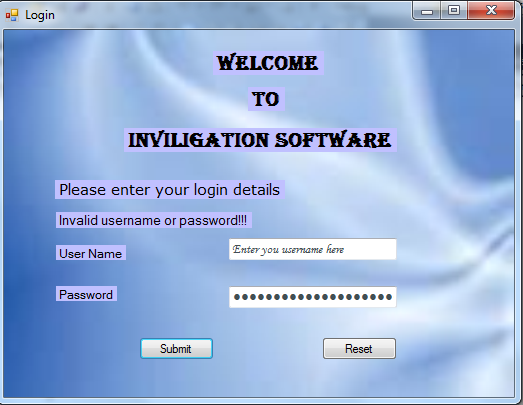 Login
WELCOME
TO
INVILIGATION SOFTWARE
Please enter your login details
Invalid username or password!!!
User Name
Enter you username here
Password
●●●●●●●●●●●●●●●●●●●●
Submit
Reset